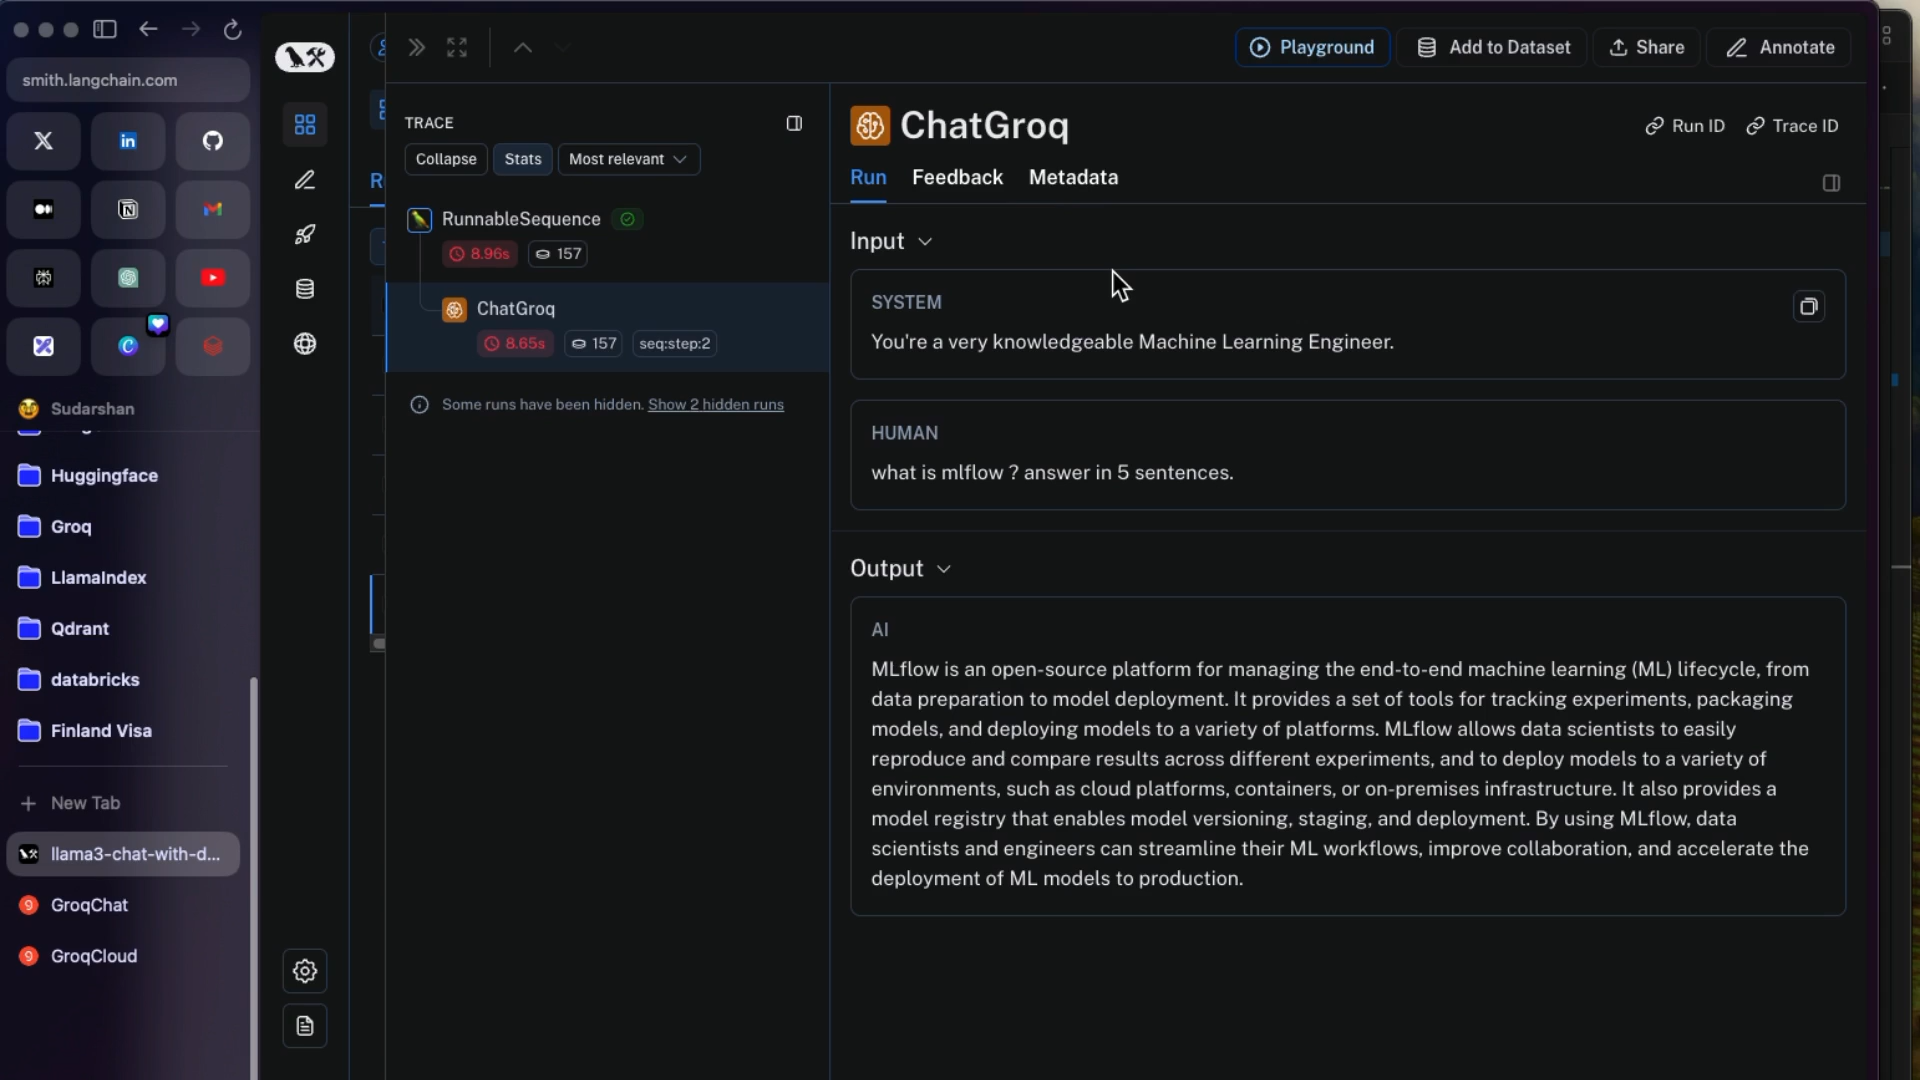 smith.langchain.com
Sudarshan
Huggingface
Groq
LlamaIndex
Qdrant
databricks
Finland Visa
New Tab
llama3-chat-with-d...
GroqChat
GroqCloud
Playground
Add to Dataset
Share
Annotate
TRACE
Collapse
Stats
Most relevant
RunnableSequence
8.96s
157
ChatGroq
8.65s
157
seq:step:2
Some runs have been hidden. Show 2 hidden runs
ChatGroq
Run ID
Trace ID
Run
Feedback
Metadata
Input
SYSTEM
You're a very knowledgeable Machine Learning Engineer.
HUMAN
what is mlflow ? answer in 5 sentences.
Output
AI
MLflow is an open-source platform for managing the end-to-end machine learning (ML) lifecycle, from
data preparation to model deployment. It provides a set of tools for tracking experiments, packaging
models, and deploying models to a variety of platforms. MLflow allows data scientists to easily
reproduce and compare results across different experiments, and to deploy models to a variety of
environments, such as cloud platforms, containers, or on-premises infrastructure. It also provides a
model registry that enables model versioning, staging, and deployment. By using MLflow, data
scientists and engineers can streamline their ML workflows, improve collaboration, and accelerate the
deployment of ML models to production.